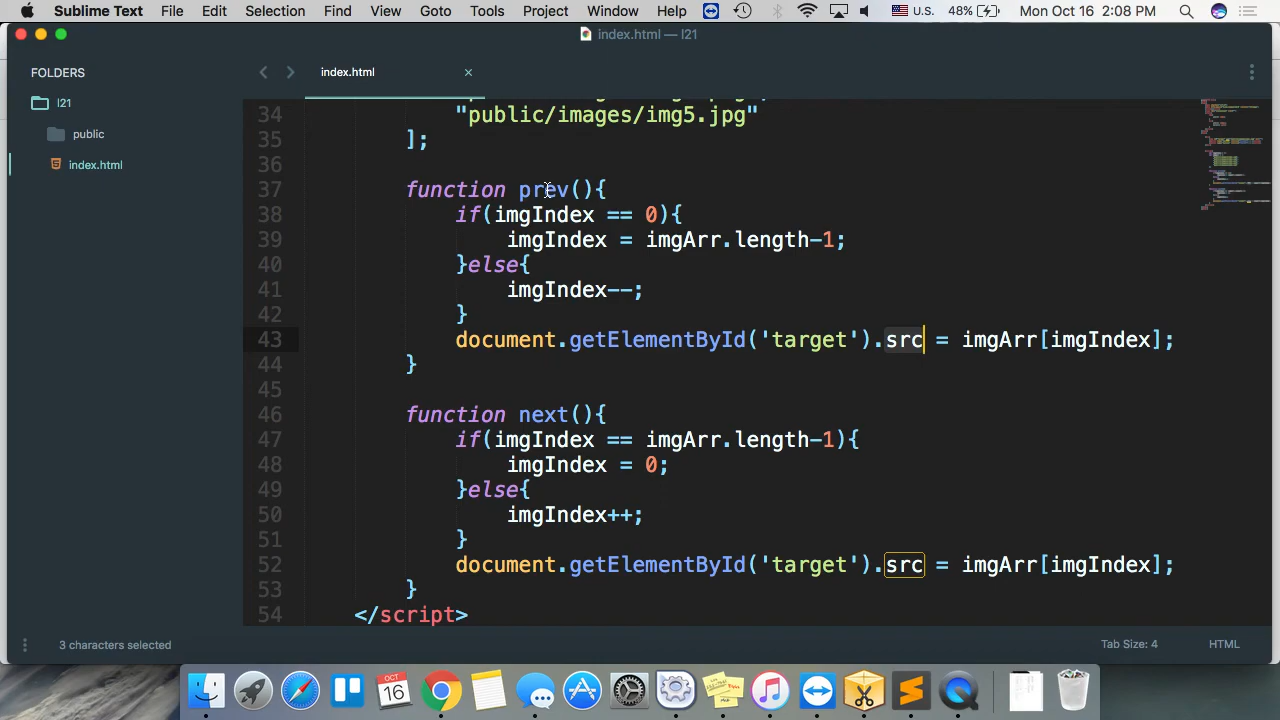 Sublime Text File Edit Selection Find View Goto Tools Project Window Help U.S. 48% Mon Oct 16 2:08 PM
index.html — l21
FOLDERS
l21
public
index.html
index.html ×
34 "public/images/img5.jpg"
35 ];
36
37 function prev(){
38 if(imgIndex == 0){
39 imgIndex = imgArr.length-1;
40 }else{
41 imgIndex--;
42 }
43 document.getElementById('target').src = imgArr[imgIndex];
44 }
45
46 function next(){
47 if(imgIndex == imgArr.length-1){
48 imgIndex = 0;
49 }else{
50 imgIndex++;
51 }
52 document.getElementById('target').src = imgArr[imgIndex];
53 }
54 </script>
3 characters selected Tab Size: 4 HTML
OCT
16